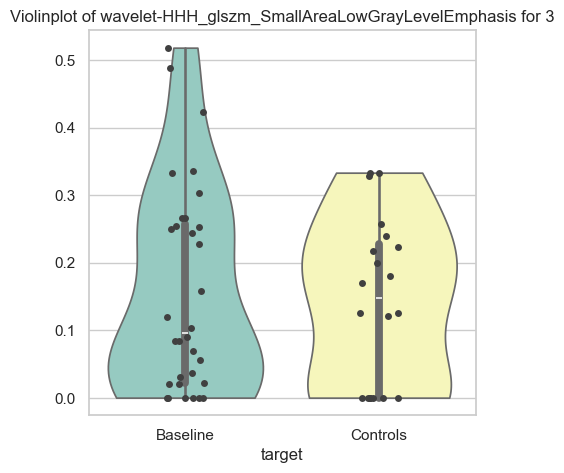 Violinplot of wavelet-HHH_glszm_SmallAreaLowGrayLevelEmphasis for 3
0.5
0.4
0.3
0.2
0.1
0.0
Baseline Controls
target